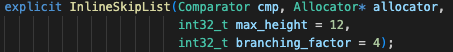 explicit InlineSkipList(Comparator cmp, Allocator* allocator,
int32_t max_height = 12,
int32_t branching_factor = 4);